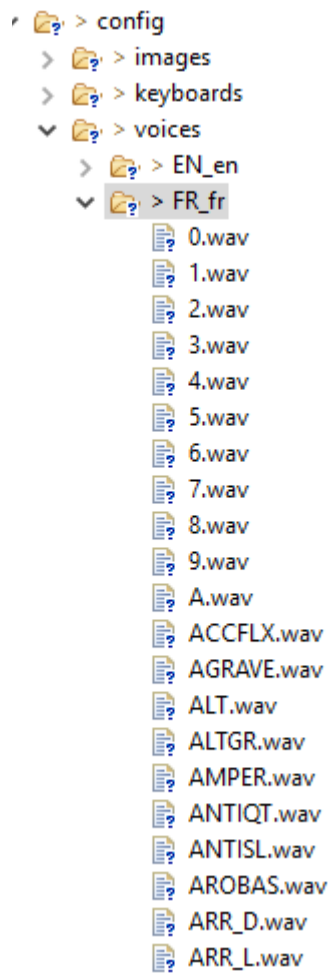 > config
> images
> keyboards
> voices
> EN_en
> FR_fr
0.wav
1.wav
2.wav
3.wav
4.wav
5.wav
6.wav
7.wav
8.wav
9.wav
A.wav
ACCFLX.wav
AGRAVE.wav
ALT.wav
ALTGR.wav
AMPER.wav
ANTIQT.wav
ANTISL.wav
AROBAS.wav
ARR_D.wav
ARR_L.wav